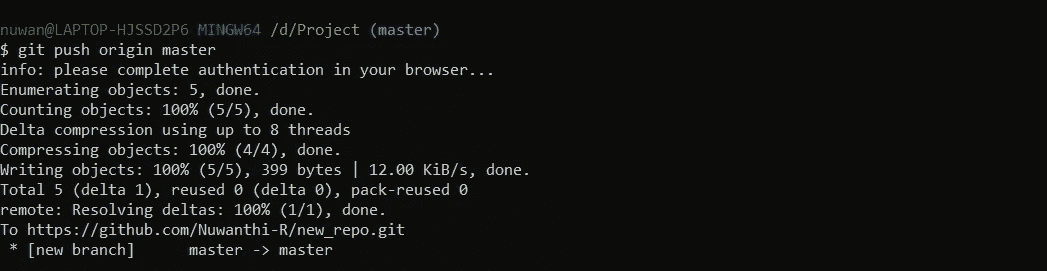 nuwan@LAPTOP-HJSSD2P6 MINGW64 /d/Project (master)
$ git push origin master
info: please complete authentication in your browser...
Enumerating objects: 5, done.
Counting objects: 100% (5/5), done.
Delta compression using up to 8 threads
Compressing objects: 100% (4/4), done.
Writing objects: 100% (5/5), 399 bytes | 12.00 KiB/s, done.
Total 5 (delta 1), reused 0 (delta 0), pack-reused 0
remote: Resolving deltas: 100% (1/1), done.
To https://github.com/Nuwanthi-R/new_repo.git
 * [new branch]      master -> master